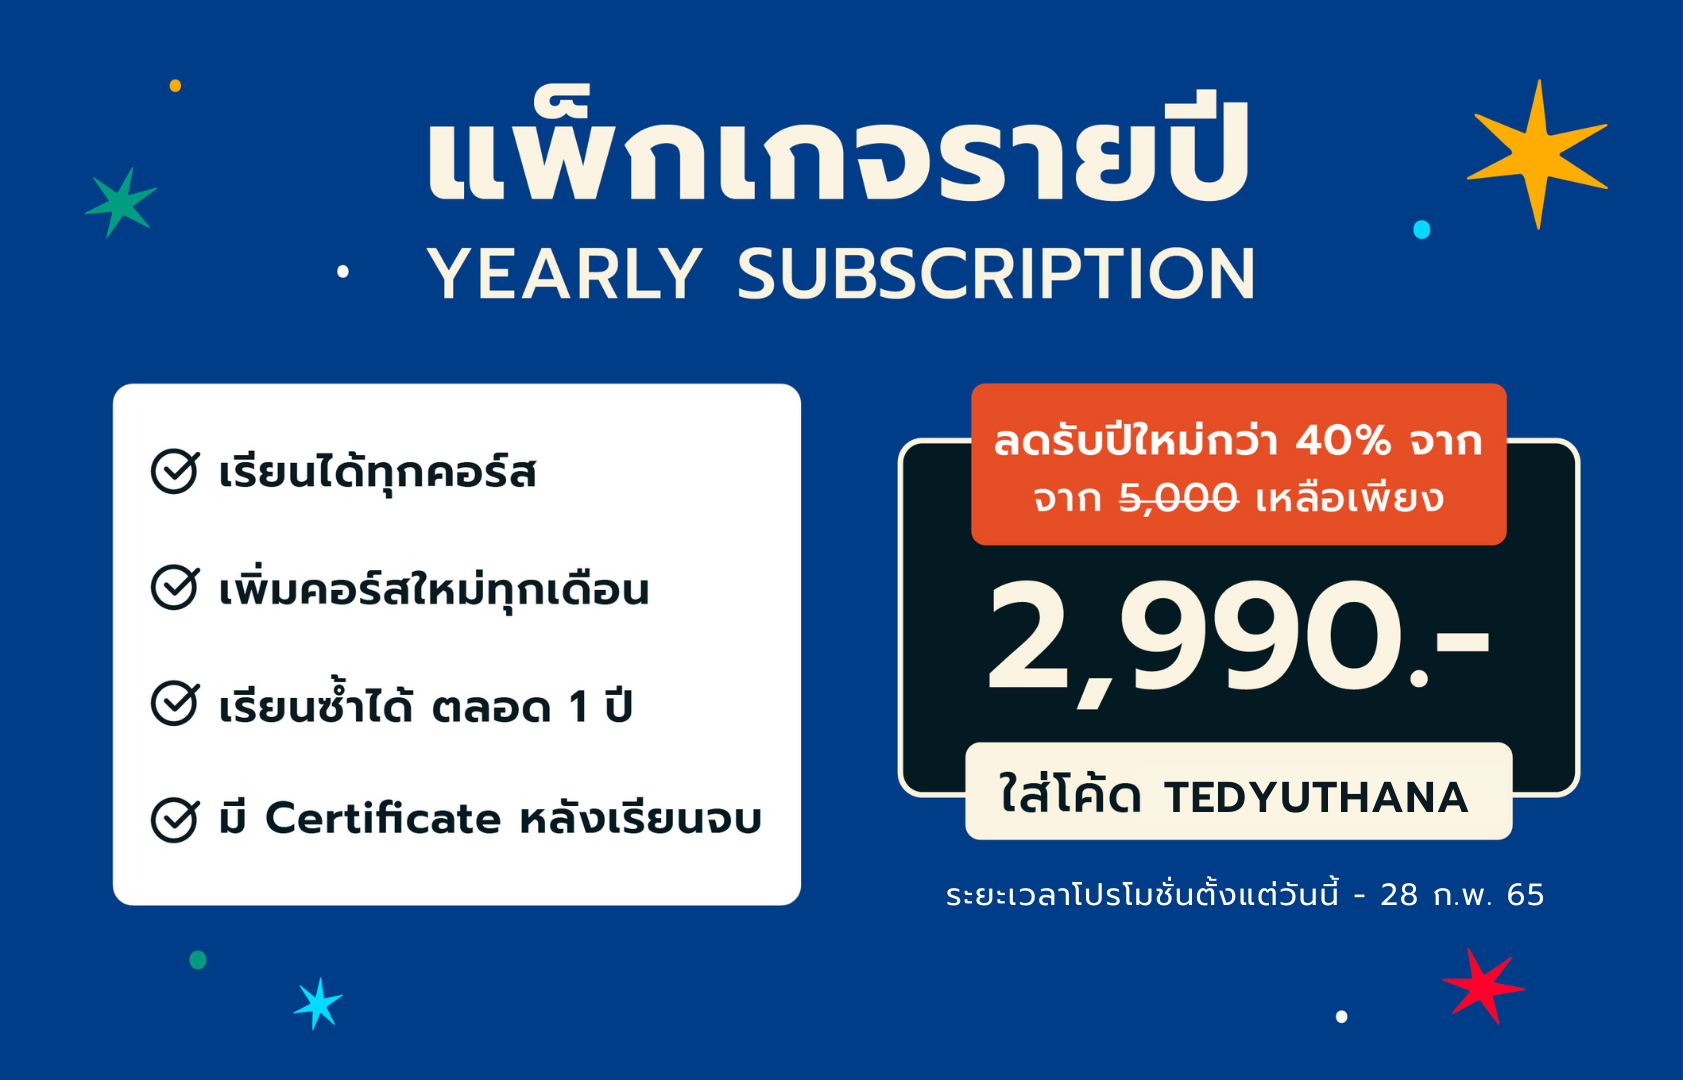 แพ็กเกจรายปี
YEARLY SUBSCRIPTION
เรียนได้ทุกคอร์ส
เพิ่มคอร์สใหม่ทุกเดือน
เรียนซ้ำได้ ตลอด 1 ปี
มี Certificate หลังเรียนจบ
ลดรับปีใหม่กว่า 40% จาก
จาก 5,000 เหลือเพียง
2,990.-
ใส่โค้ด TEDYUTHANA
ระยะเวลาโปรโมชั่นตั้งแต่วันนี้ - 28 ก.พ. 65